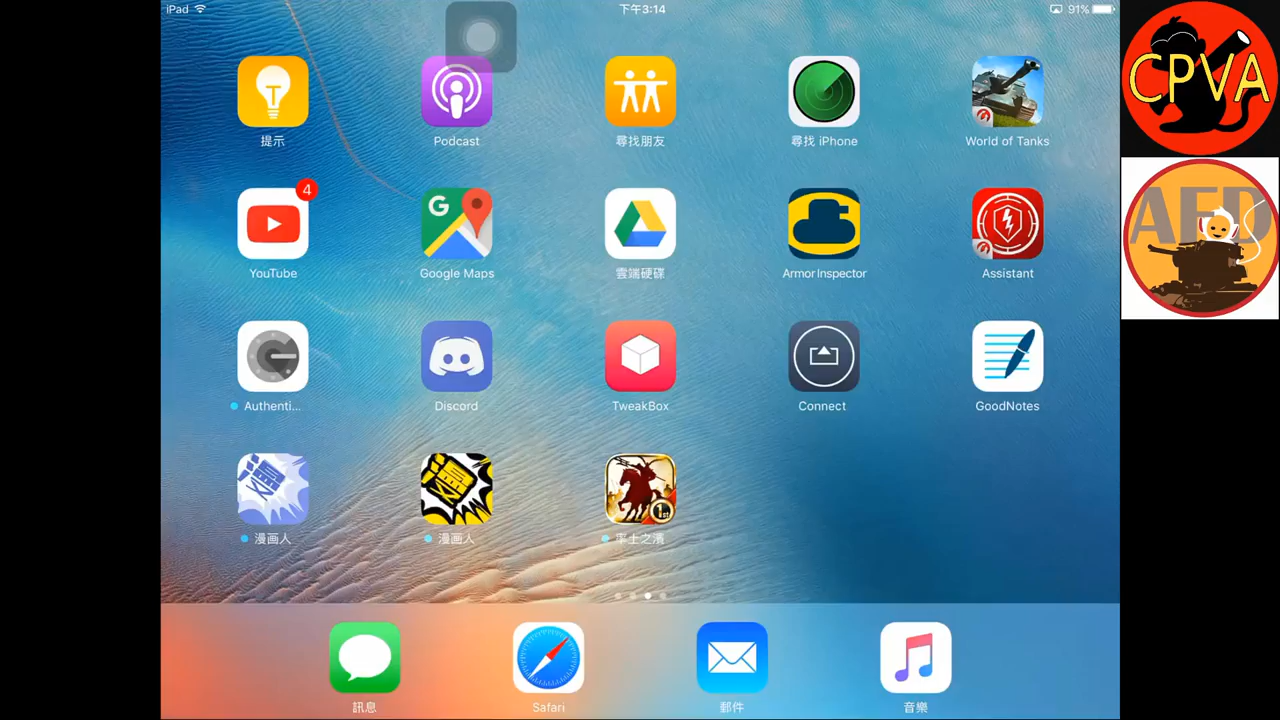 iPad
下午3:14
91%
CPVA
提示
Podcast
尋找朋友
尋找 iPhone
World of Tanks
AFD
4
YouTube
G
Google Maps
雲端硬碟
Armor Inspector
Assistant
Authenti...
Discord
TweakBox
Connect
GoodNotes
漫画人
漫画人
1st
率土之濱
訊息
Safari
郵件
音樂